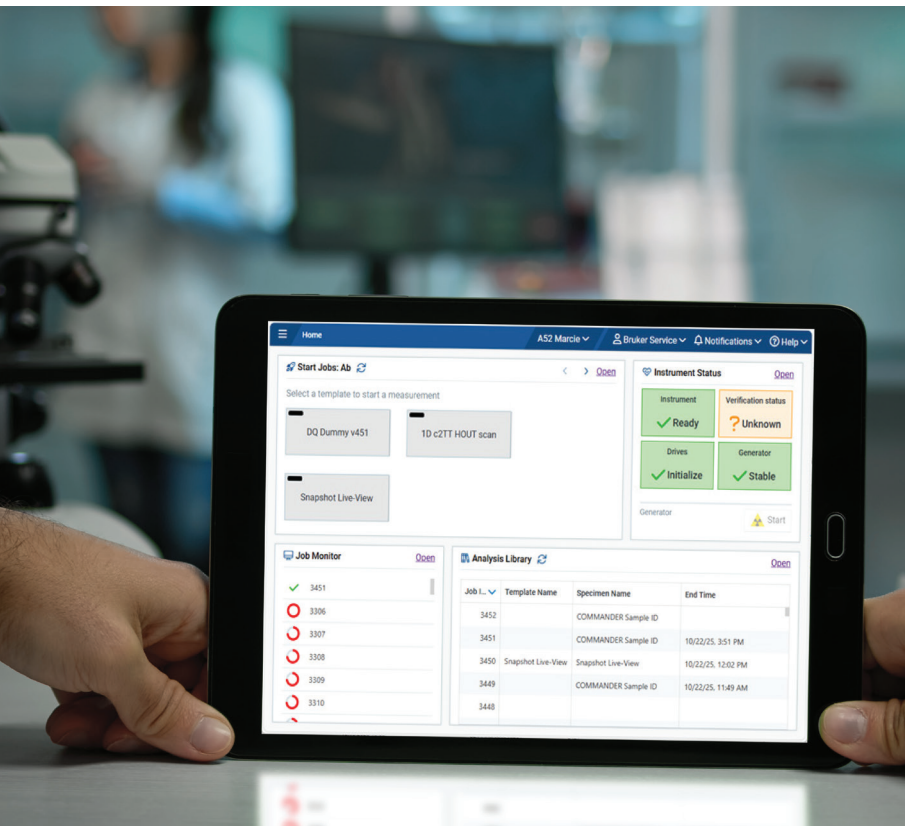 Home
A52 Marcie
Bruker Service
Notifications
Help
Start Jobs: Ab
Open
Select a template to start a measurement
DQ Dummy v451
1D c2TT HOUT scan
Snapshot Live-View
Instrument Status
Open
Instrument
Ready
Verification status
Unknown
Drives
Initialize
Generator
Stable
Generator
Start
Job Monitor
Open
3451
3306
3307
3308
3309
3310
Analysis Library
Open
Job I... Template Name Specimen Name End Time
3452 COMMANDER Sample ID
3451 COMMANDER Sample ID 10/22/25, 3:51 PM
3450 Snapshot Live-View Snapshot Live-View 10/22/25, 12:02 PM
3449 COMMANDER Sample ID 10/22/25, 11:49 AM
3448